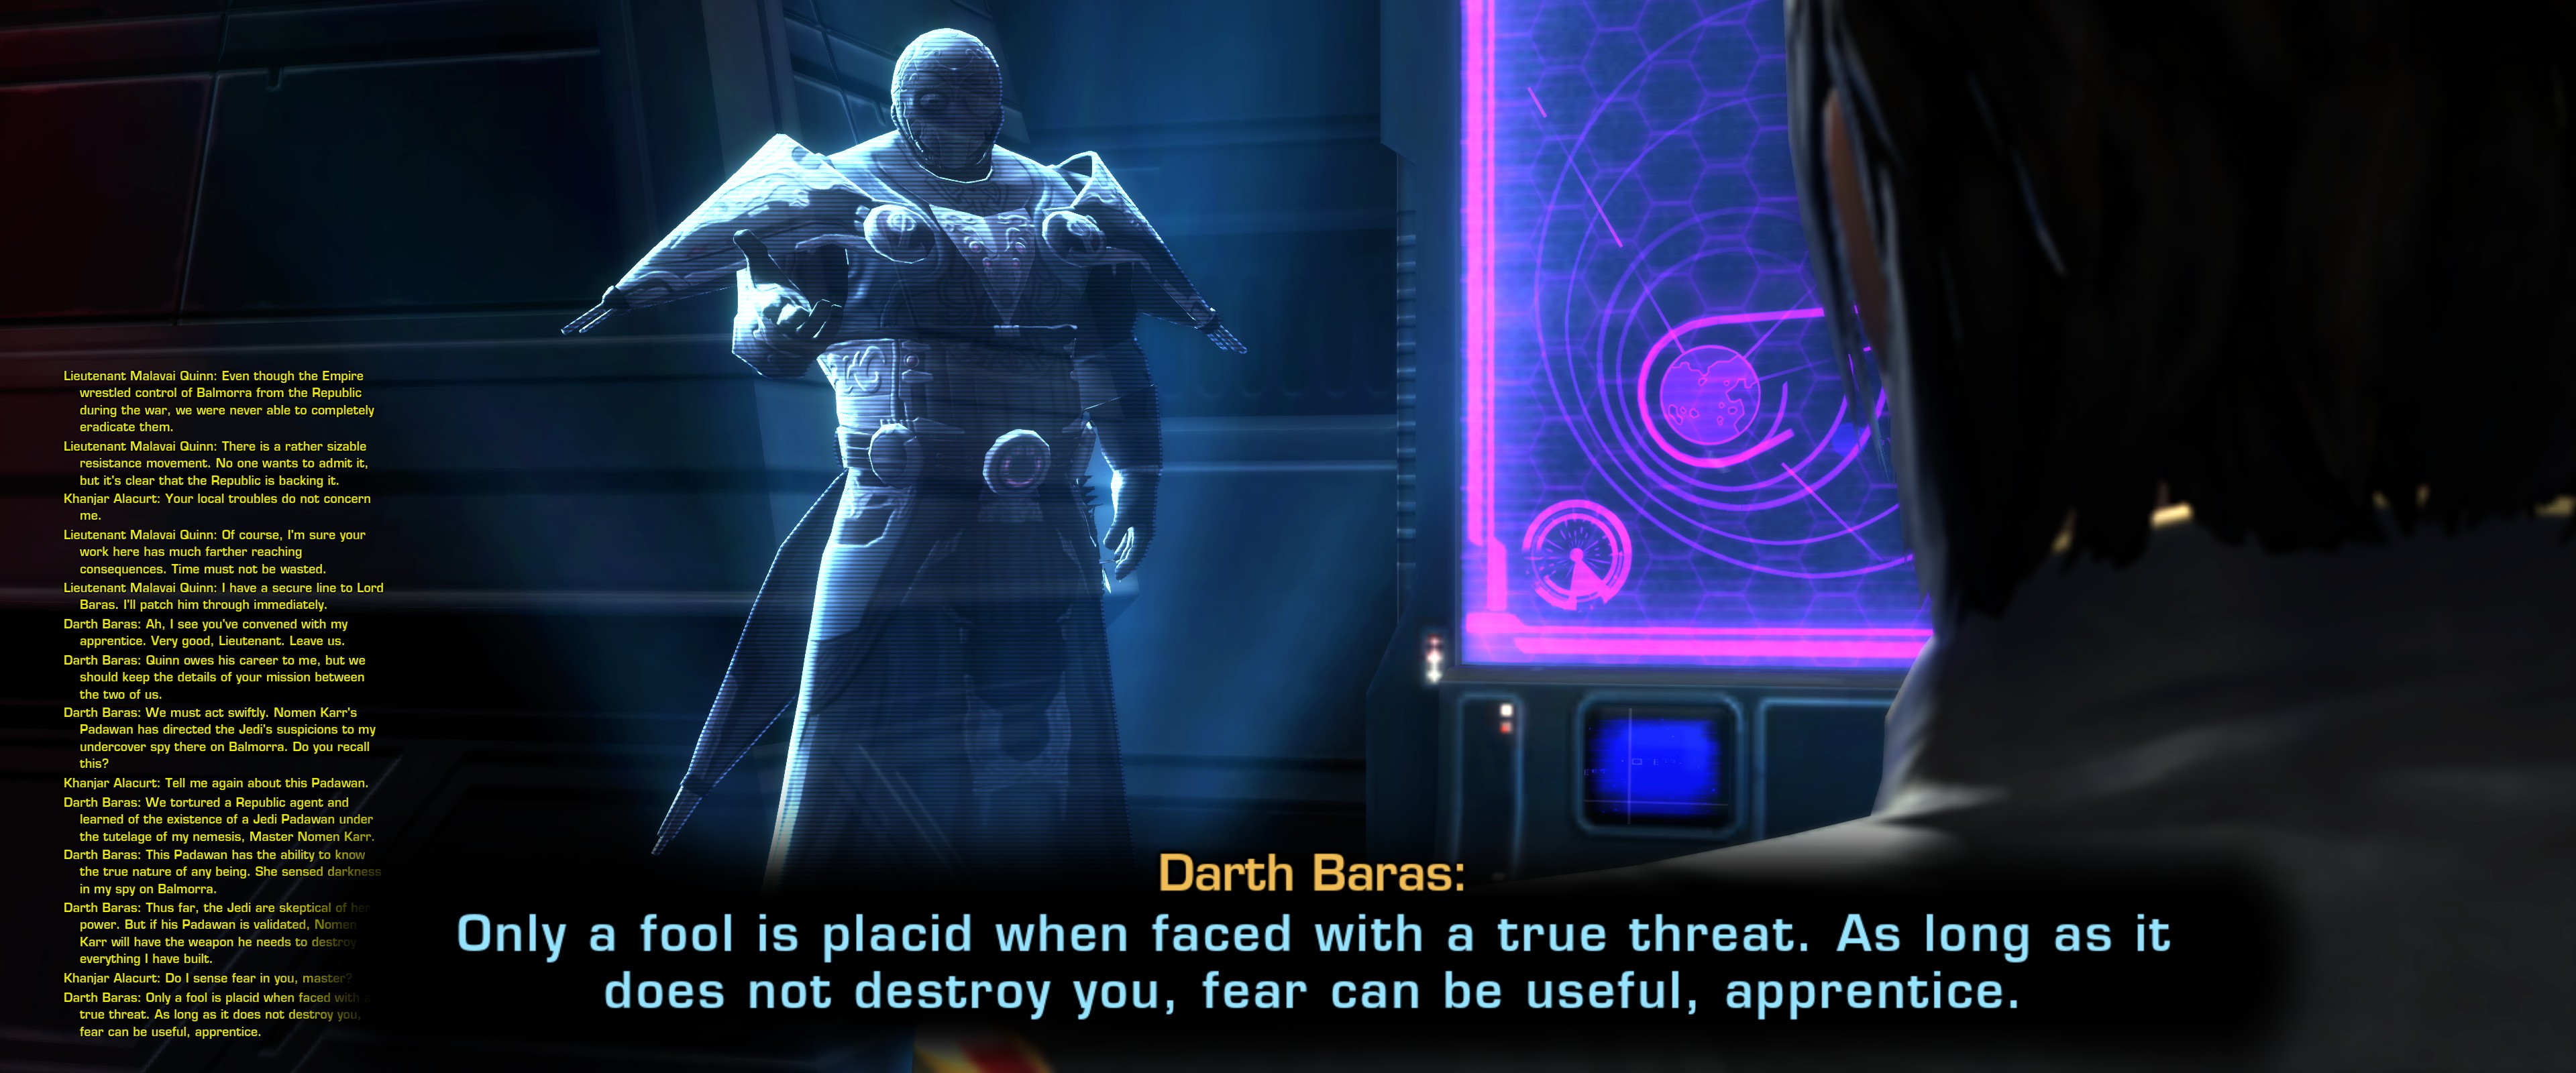 Lieutenant Malavai Quinn: Even though the Empire
wrestled control of Balmorra from the Republic
during the war, we were never able to completely
eradicate them.
Lieutenant Malavai Quinn: There is a rather sizable
resistance movement. No one wants to admit it,
but it's clear that the Republic is backing it.
Khanjar Alacurt: Your local troubles do not concern
me.
Lieutenant Malavai Quinn: Of course, I'm sure your
work here has much farther reaching
consequences. Time must not be wasted.
Lieutenant Malavai Quinn: I have a secure line to Lord
Baras. I'll patch him through immediately.
Darth Baras: Ah, I see you've convened with my
apprentice. Very good, Lieutenant. Leave us.
Darth Baras: Quinn owes his career to me, but we
should keep the details of your mission between
the two of us.
Darth Baras: We must act swiftly. Nomen Karr's
Padawan has directed the Jedi's suspicions to my
undercover spy there on Balmorra. Do you recall
this?
Khanjar Alacurt: Tell me again about this Padawan.
Darth Baras: We tortured a Republic agent and
learned of the existence of a Jedi Padawan under
the tutelage of my nemesis, Master Nomen Karr.
Darth Baras: This Padawan has the ability to know
the true nature of any being. She sensed darkness
in my spy on Balmorra.
Darth Baras: Thus far, the Jedi are skeptical of her
power. But if his Padawan is validated, Nomen
Karr will have the weapon he needs to destroy
everything I have built.
Khanjar Alacurt: Do I sense fear in you, master?
Darth Baras: Only a fool is placid when faced with a
true threat. As long as it does not destroy you,
fear can be useful, apprentice.
Darth Baras:
Only a fool is placid when faced with a true threat. As long as it
does not destroy you, fear can be useful, apprentice.